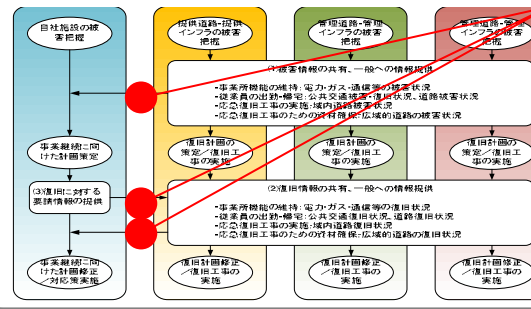 自社施設の被
害把握
提供道路-提供
インフラの被害
把握
管理道路-管理
インフラの被害
把握
管理道路-管理
インフラの被害
把握
(1)被害情報の共有、一般への情報提供
-事業所機能の維持:電力-ガス-通信等の被害状況
-従業員の出勤-帰宅:公共交通被害-復旧状況、道路被害状況
-応急復旧工事の実施:域内道路被害状況
-応急復旧工事のための資材確保:広域的道路の被害状況
事業継続に向
けた計画策定
復旧計画の
策定/復旧工
事の実施
復旧計画の
策定/復旧工
事の実施
復旧計画の
策定/復旧工
事の実施
(3)復旧に対する
要請情報の提供
(2)復旧情報の共有、一般への情報提供
-事業所機能の維持:電力-ガス-通信等の復旧状況
-従業員の出勤-帰宅:公共交通復旧状況、道路復旧状況
-応急復旧工事の実施:域内道路復旧状況
-応急復旧工事のための資材確保:広域的道路の復旧状況
事業継続に向
けた計画修正
/対応策実施
復旧計画修正
/復旧工事の
実施
復旧計画修正
/復旧工事の
実施
復旧計画修正
/復旧工事の
実施